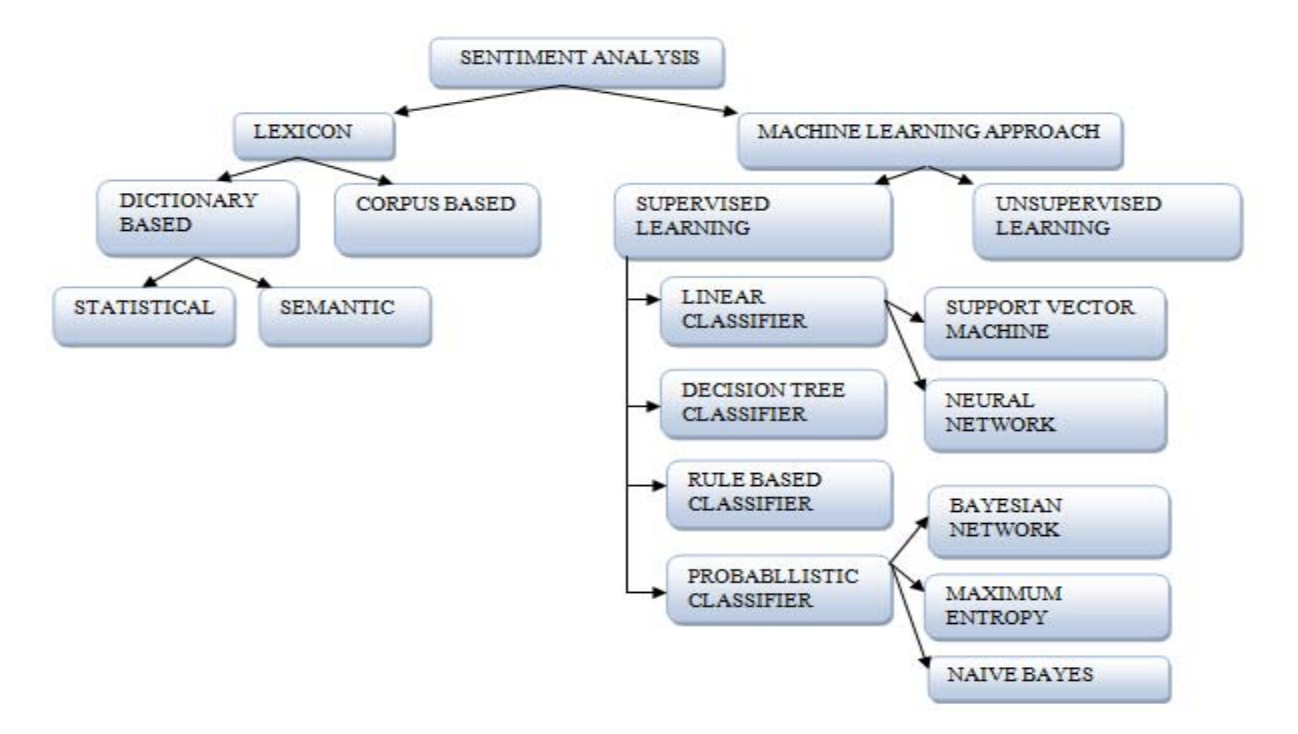 SENTIMENT ANALYSIS
LEXICON
MACHINE LEARNING APPROACH
DICTIONARY
BASED
CORPUS BASED
SUPERVISED
LEARNING
UNSUPERVISED
LEARNING
STATISTICAL
SEMANTIC
LINEAR
CLASSIFIER
SUPPORT VECTOR
MACHINE
DECISION TREE
CLASSIFIER
NEURAL
NETWORK
RULE BASED
CLASSIFIER
BAYESIAN
NETWORK
PROBABLLISTIC
CLASSIFIER
MAXIMUM
ENTROPY
NAIVE BAYES